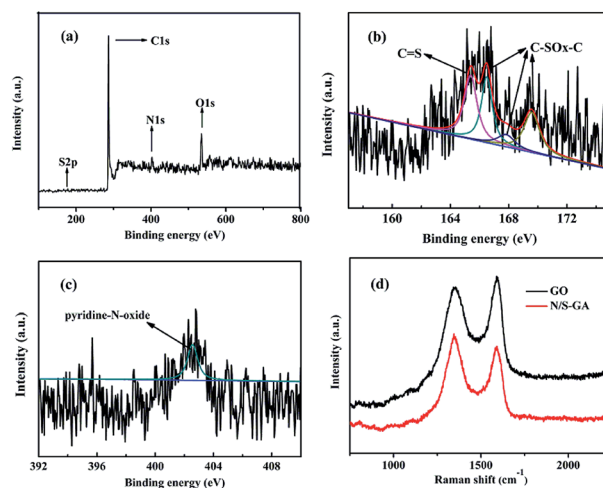 (a)
C1s
O1s
N1s
S2p
Intensity (a.u.)
200 400 600 800
Binding energy (eV)
(b)
C=S
C-SOx-C
Intensity (a.u.)
160 164 168 172
Binding energy (eV)
(c)
pyridine-N-oxide
Intensity (a.u.)
392 396 400 404 408
Binding energy (eV)
(d)
GO
N/S-GA
Intensity (a.u.)
1000 1500 2000
Raman shift (cm⁻¹)